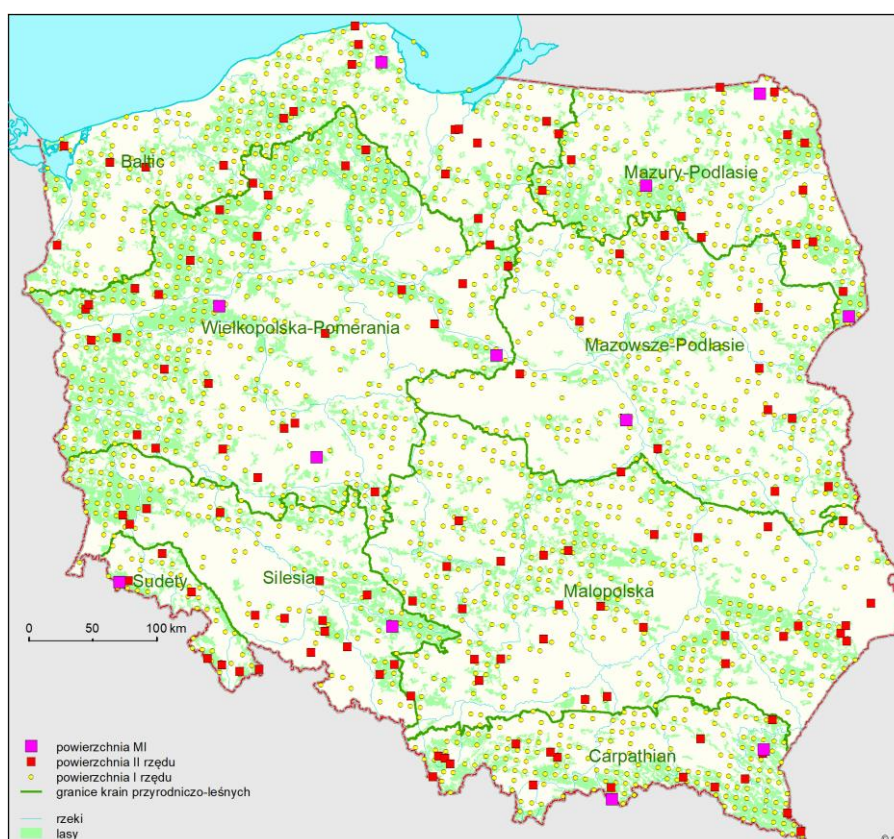 Baltic
Mazury-Podlasie
Wielkopolska-Pomerania
Mazowsze-Podlasie
Sudety
Silesia
Malopolska
0 50 100 km
Carpathian
powierzchnia MI
powierzchnia II rzędu
powierzchnia I rzędu
granice krain przyrodniczo-leśnych
rzeki
lasy